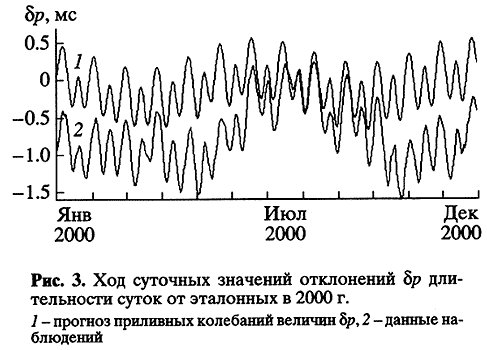 δp, мс
0.5
1
0
-0.5
2
-1.0
-1.5
Янв Июл Дек
2000 2000 2000
Рис. 3. Ход суточных значений отклонений δp дли-
тельности суток от эталонных в 2000 г.
1 – прогноз приливных колебаний величин δp, 2 – данные на-
блюдений